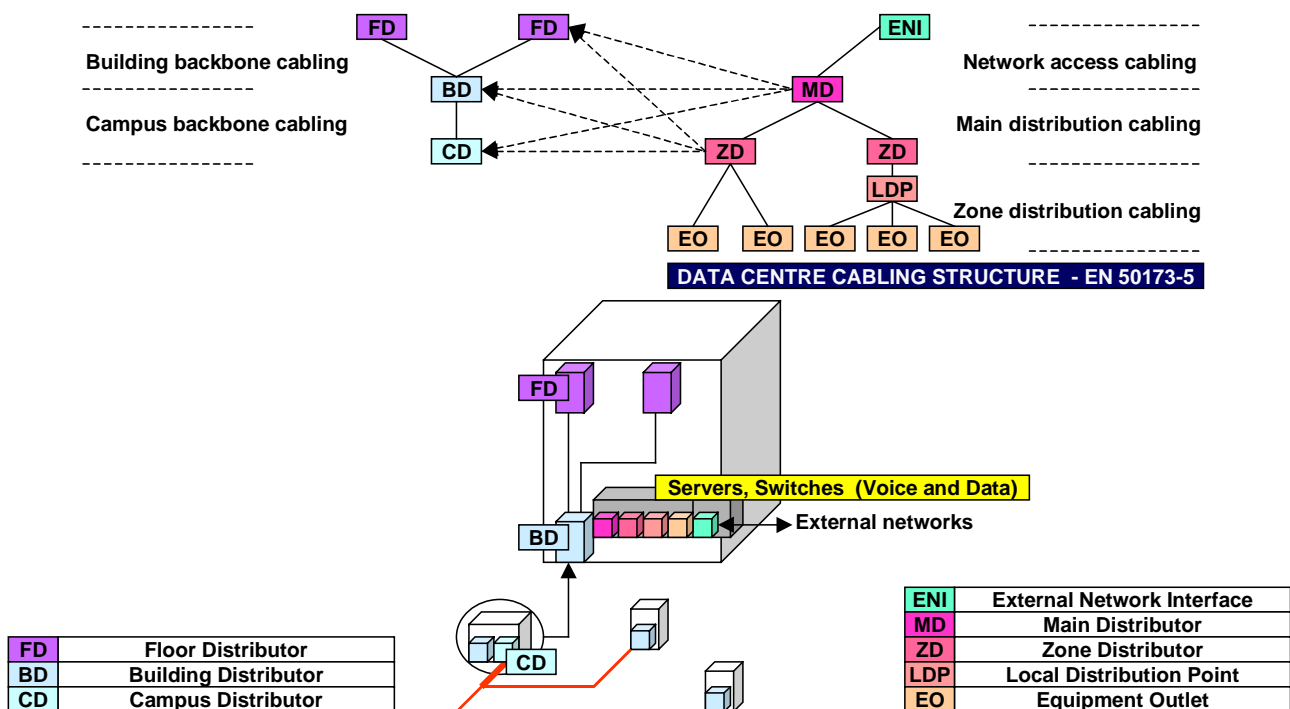 FD FD ENI
Building backbone cabling
Network access cabling
BD MD
Campus backbone cabling
Main distribution cabling
CD ZD ZD
LDP
Zone distribution cabling
EO EO EO EO EO
DATA CENTRE CABLING STRUCTURE - EN 50173-5
FD
Servers, Switches (Voice and Data)
External networks
BD
CD
FD Floor Distributor
BD Building Distributor
CD Campus Distributor
ENI External Network Interface
MD Main Distributor
ZD Zone Distributor
LDP Local Distribution Point
EO Equipment Outlet